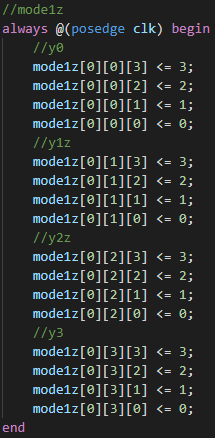 //mode1z
always @(posedge clk) begin
//y0
mode1z[0][0][3] <= 3;
mode1z[0][0][2] <= 2;
mode1z[0][0][1] <= 1;
mode1z[0][0][0] <= 0;
//y1z
mode1z[0][1][3] <= 3;
mode1z[0][1][2] <= 2;
mode1z[0][1][1] <= 1;
mode1z[0][1][0] <= 0;
//y2z
mode1z[0][2][3] <= 3;
mode1z[0][2][2] <= 2;
mode1z[0][2][1] <= 1;
mode1z[0][2][0] <= 0;
//y3
mode1z[0][3][3] <= 3;
mode1z[0][3][2] <= 2;
mode1z[0][3][1] <= 1;
mode1z[0][3][0] <= 0;
end